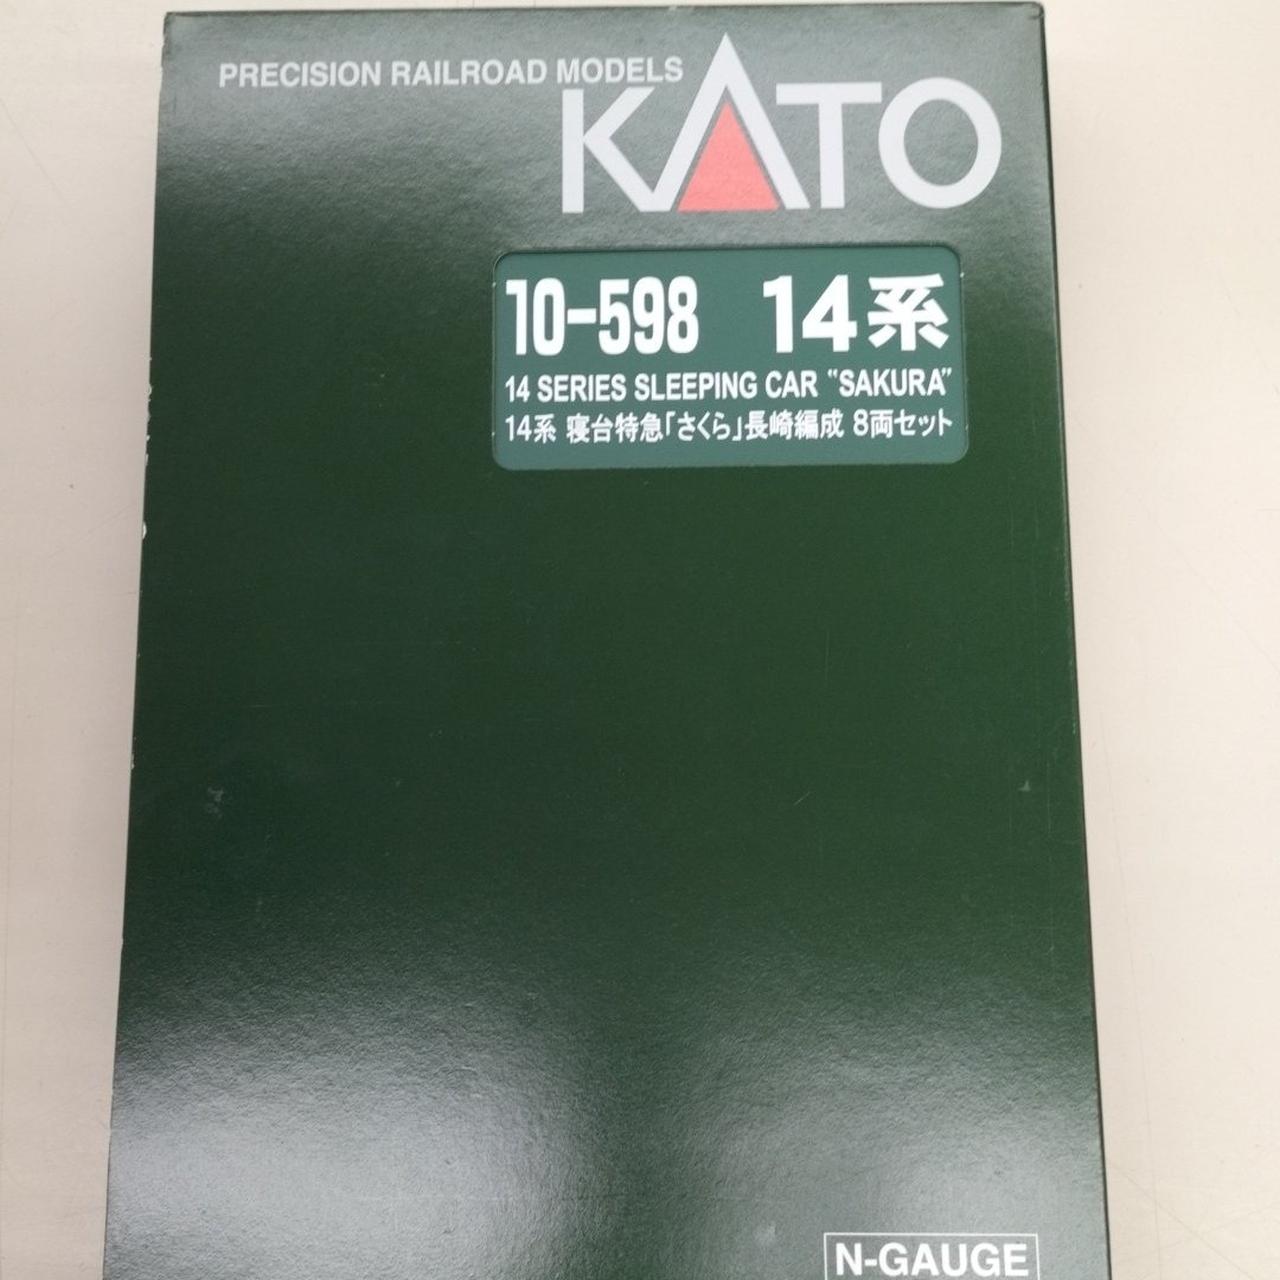 PRECISION RAILROAD MODELS
KATO
10-598 14系
14 SERIES SLEEPING CAR "SAKURA"
14系 寝台特急「さくら」長崎編成 8両セット
N-GAUGE